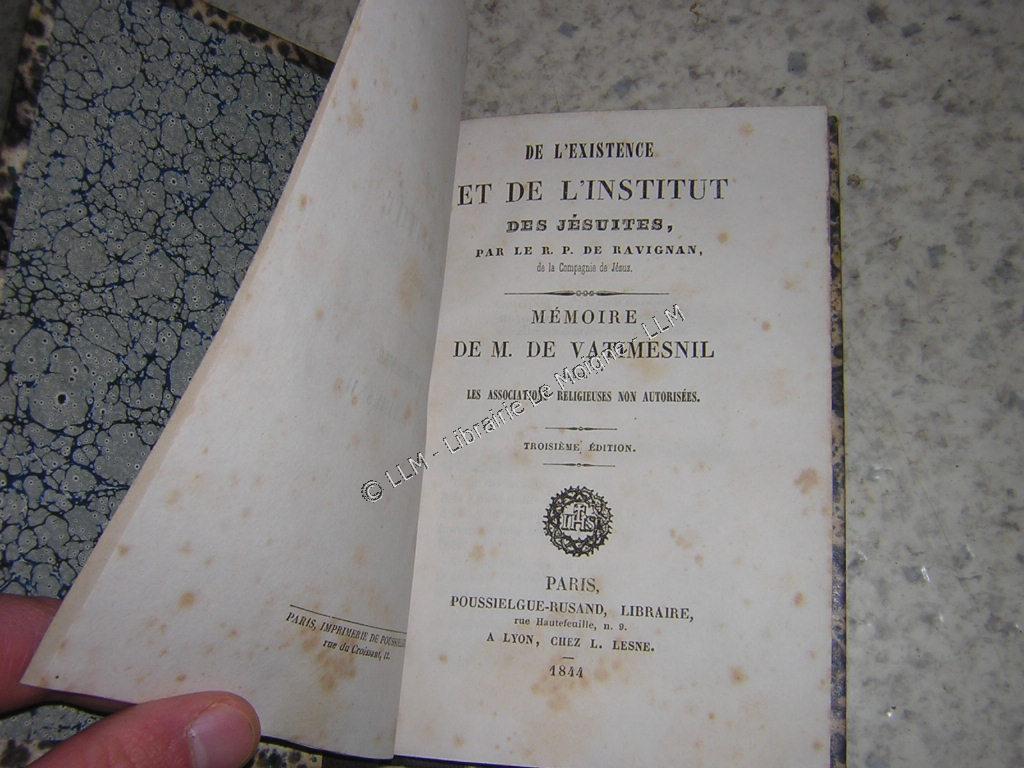 DE L'EXISTENCE
ET DE L'INSTITUT
DES JÉSUITES,
PAR LE R. P. DE RAVIGNAN,
de la Compagnie de Jésus.
MÉMOIRE
DE M. DE VATIMESNIL
LES ASSOCIATIONS RELIGIEUSES NON AUTORISÉES.
TROISIÈME ÉDITION.
IHS
PARIS,
POUSSIELGUE-RUSAND, LIBRAIRE,
rue Hautefeuille, n. 9.
A LYON, CHEZ L. LESNE.
1844
PARIS, IMPRIMERIE DE
rue du Croissant,
© LLM - Librairie Le Moigne - LLM